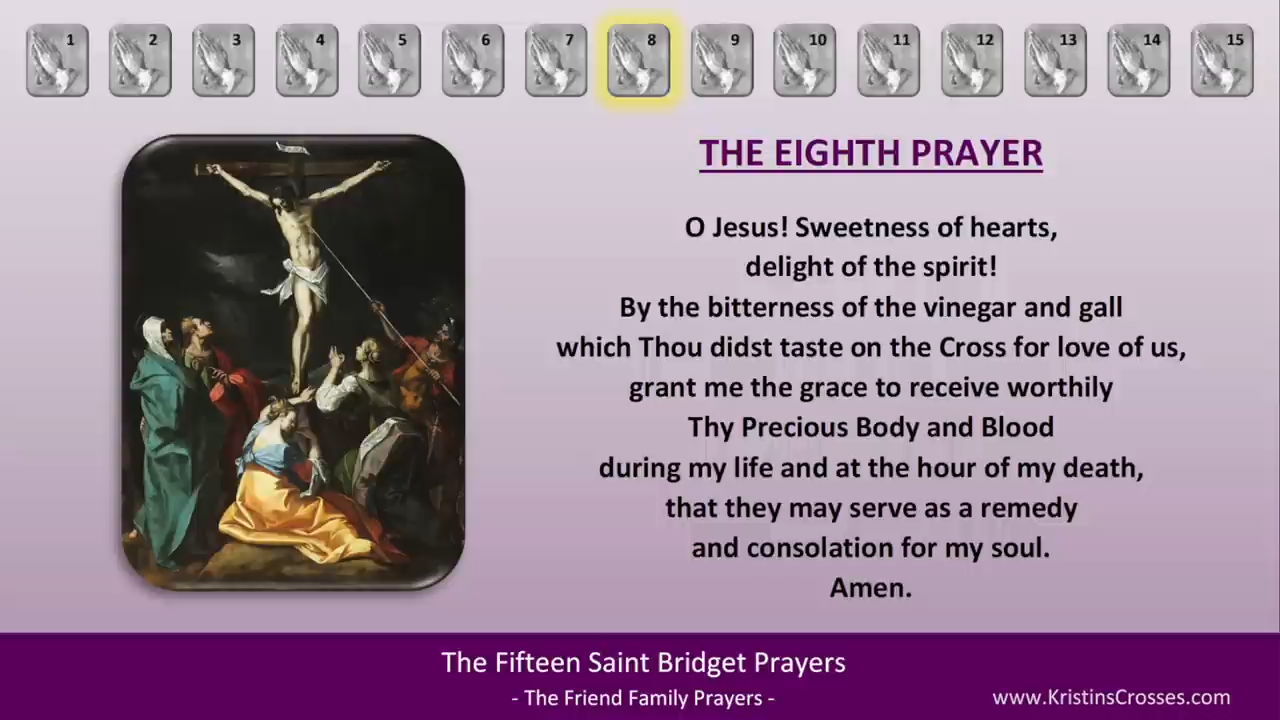 1 2 3 4 5 6 7 8 9 10 11 12 13 14 15
THE EIGHTH PRAYER
O Jesus! Sweetness of hearts,
delight of the spirit!
By the bitterness of the vinegar and gall
which Thou didst taste on the Cross for love of us,
grant me the grace to receive worthily
Thy Precious Body and Blood
during my life and at the hour of my death,
that they may serve as a remedy
and consolation for my soul.
Amen.
The Fifteen Saint Bridget Prayers
- The Friend Family Prayers -
www.KristinsCrosses.com